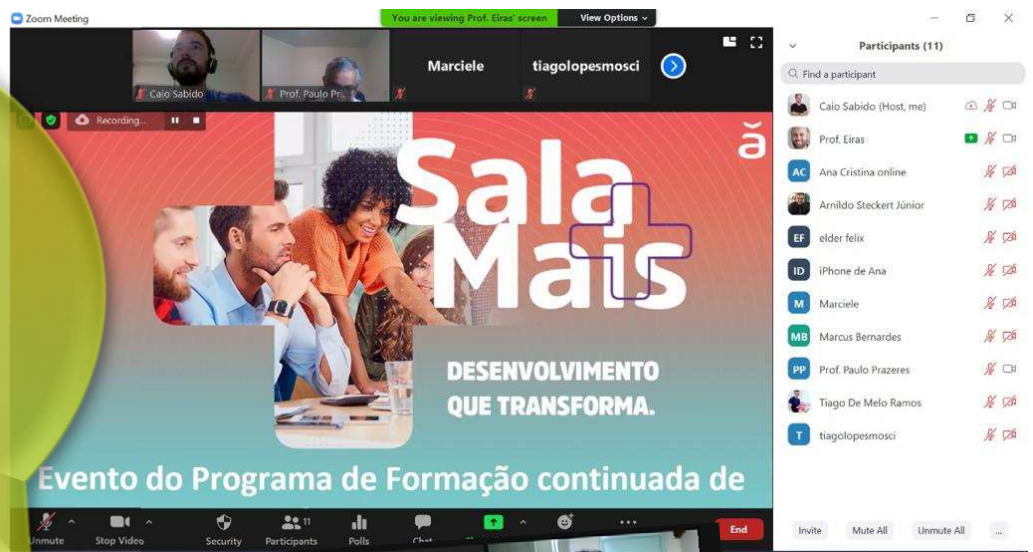 Zoom Meeting
You are viewing Prof. Eiras' screen
View Options
Participants (11)
Find a participant
Caio Sabido
Prof. Paulo Pr...
Marciele
tiagolopesmosci
Recording...
ă
Sala
Mais
DESENVOLVIMENTO
QUE TRANSFORMA.
Evento do Programa de Formação continuada de
Caio Sabido (Host, me)
Prof. Eiras
AC Ana Cristina online
Arnildo Steckert Júnior
EF elder felix
ID iPhone de Ana
M Marciele
MB Marcus Bernardes
PP Prof. Paulo Prazeres
Tiago De Melo Ramos
T tiagolopesmosci
Unmute
Stop Video
Security
Participants
11
Polls
Chat
End
Invite
Mute All
Unmute All
...